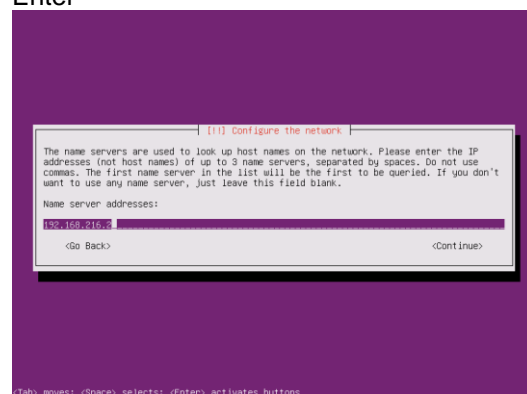 Enter
[!!] Configure the network
The name servers are used to look up host names on the network. Please enter the IP
addresses (not host names) of up to 3 name servers, separated by spaces. Do not use
commas. The first name server in the list will be the first to be queried. If you don't
want to use any name server, just leave this field blank.
Name server addresses:
192.168.216.2
<Go Back> <Continue>
<Tab> moves; <Space> selects; <Enter> activates buttons